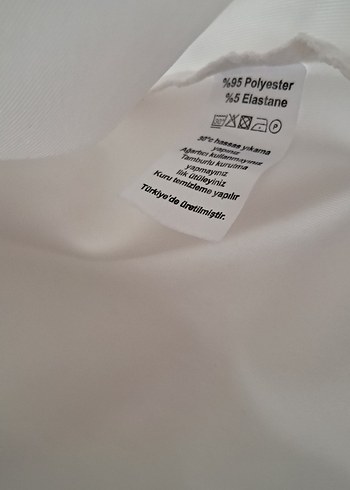 %95 Polyester
%5 Elastane
30°c hassas yıkama
yapınız
Ağartıcı kullanmayınız
Tamburlu kurutma
yapmayınız
Ilık ütüleyiniz
Kuru temizleme yapılır
Türkiye'de üretilmiştir.